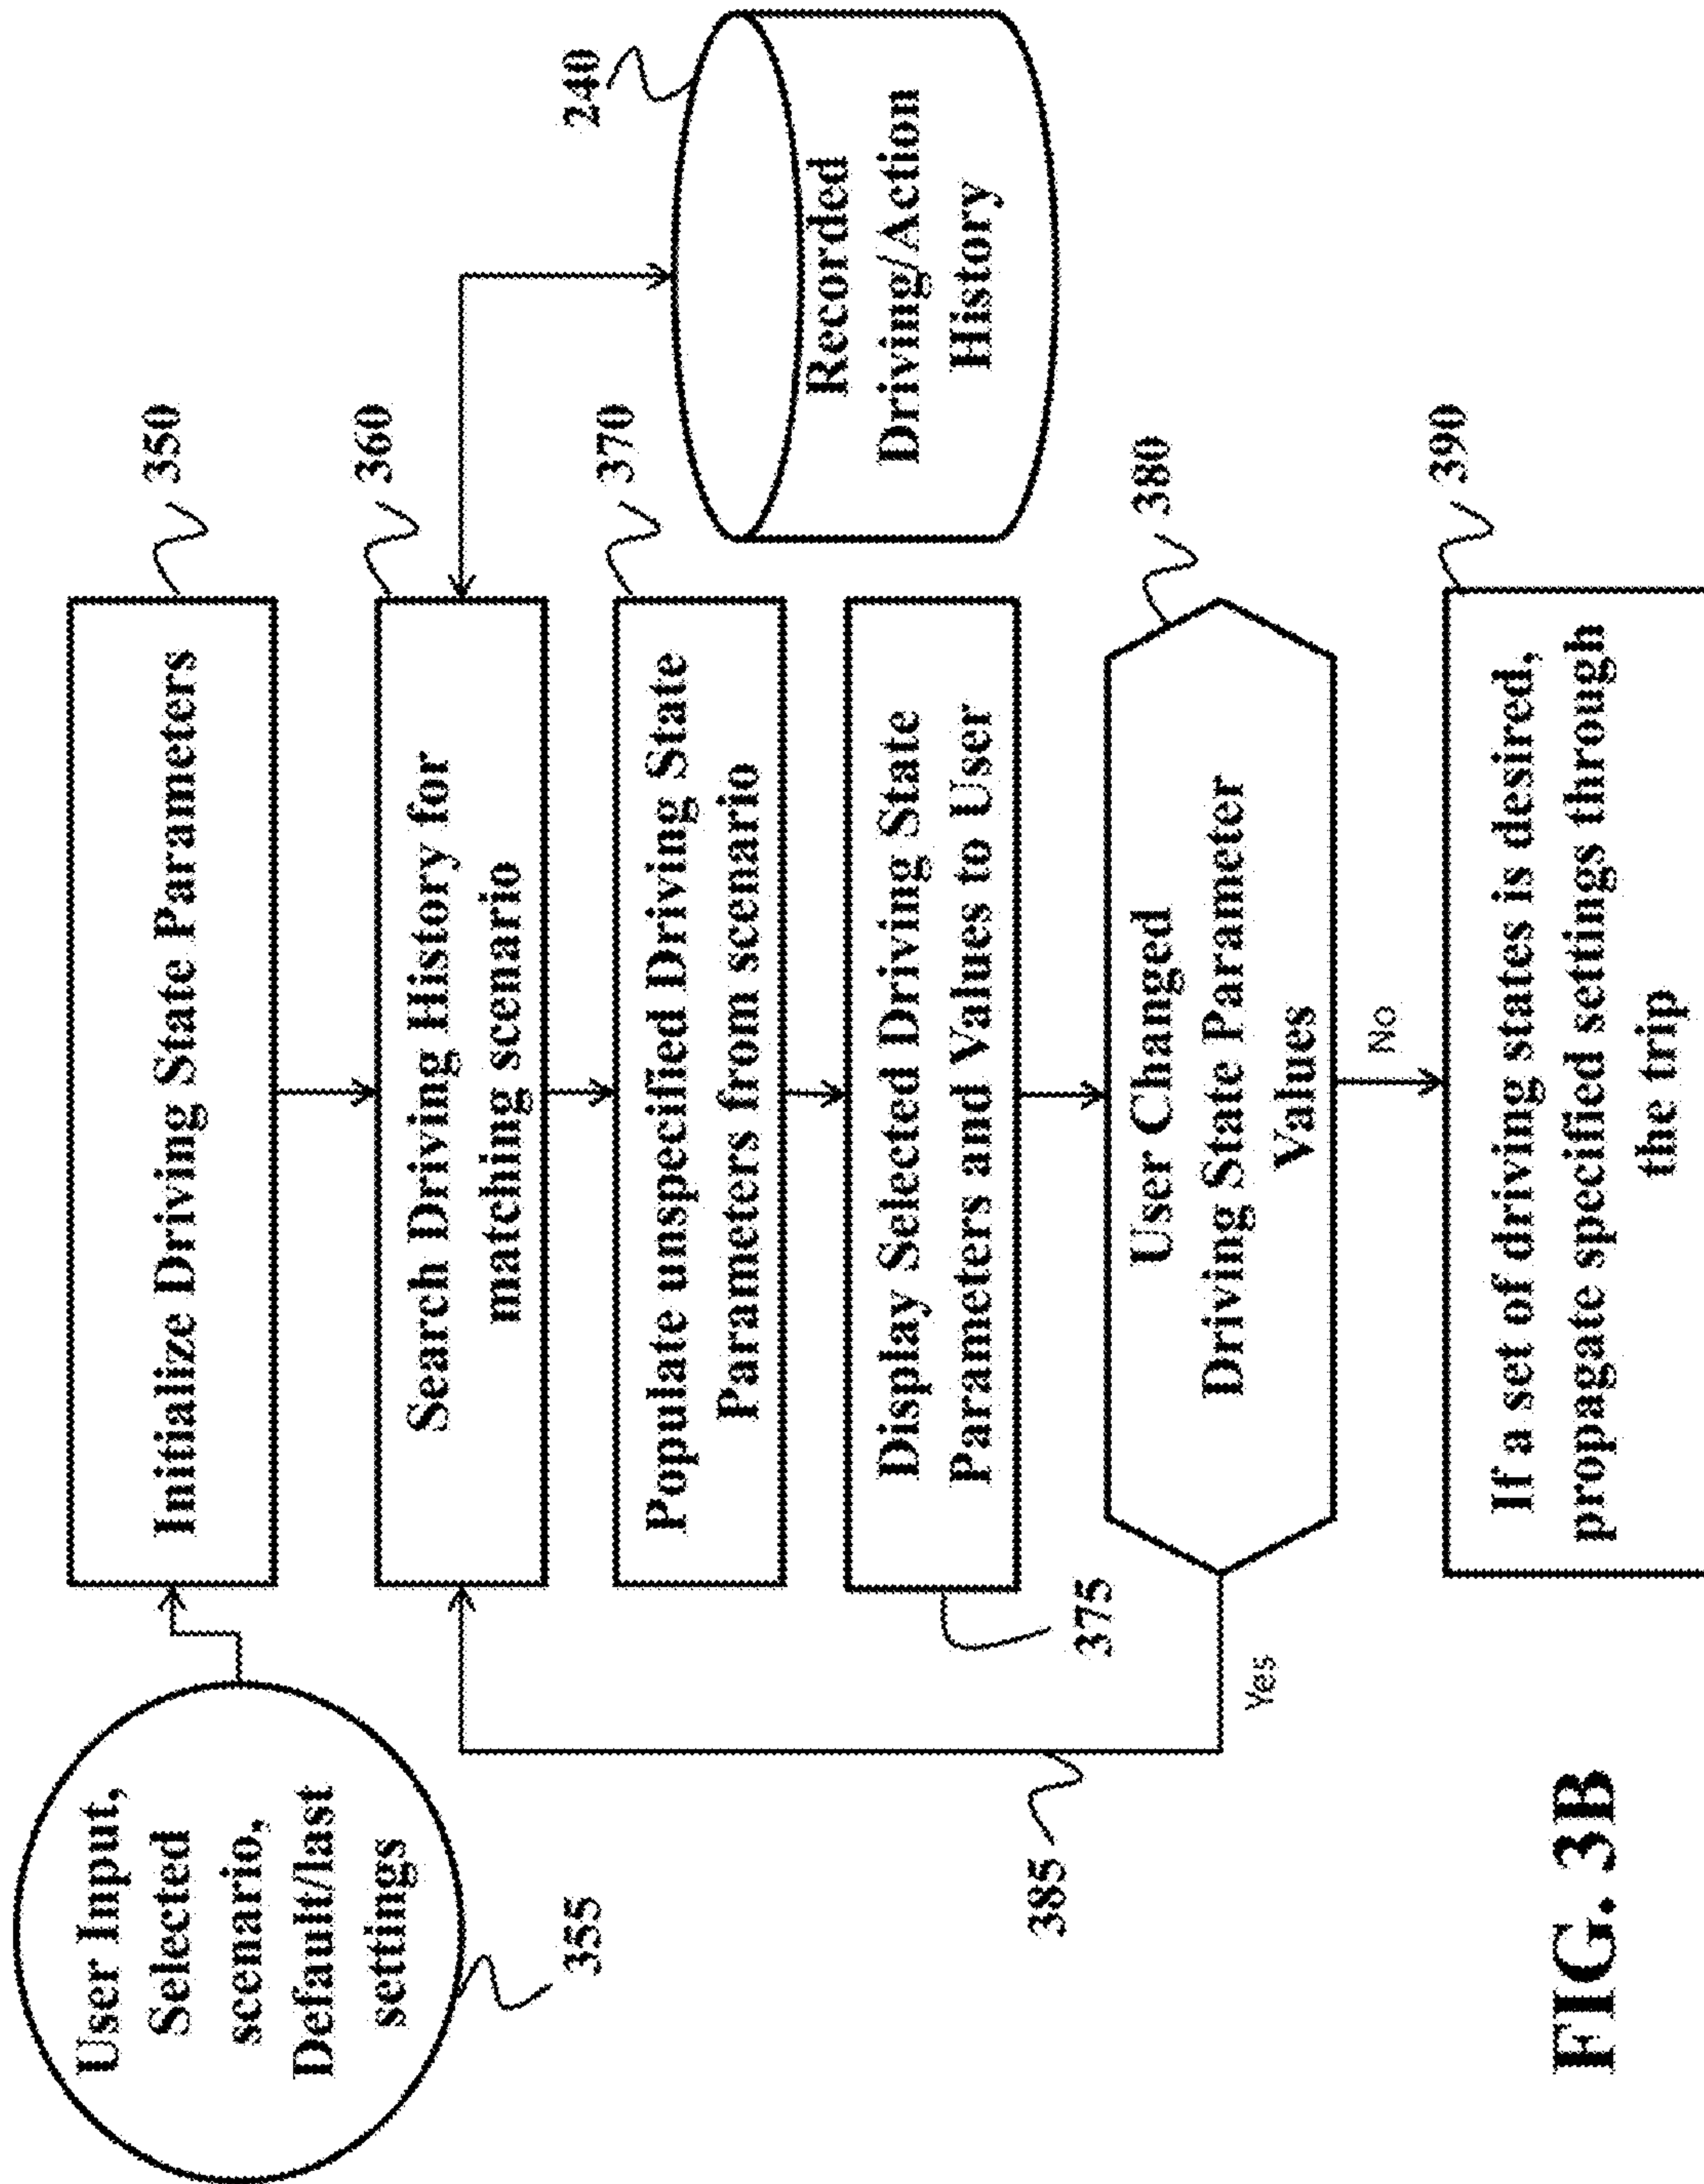 User Input,
Selected
scenario,
Default/last
settings
355
Initialize Driving State Parameters
350
Search Driving History for
matching scenario
360
240
Recorded
Driving/Action
History
Populate unspecified Driving State
Parameters from scenario
370
Display Selected Driving State
Parameters and Values to User
375
User Changed
Driving State Parameter
Values
380
Yes
385
No
If a set of driving states is desired,
propagate specified settings through
the trip
390
FIG. 3B